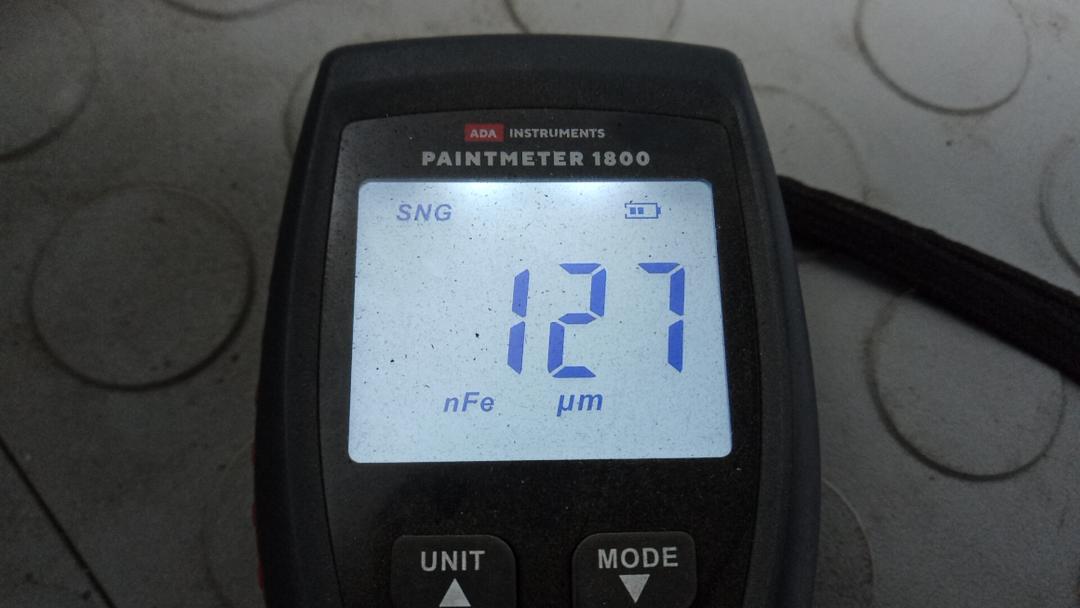 ADA INSTRUMENTS
PAINTMETER 1800
SNG
127
nFe µm
UNIT MODE